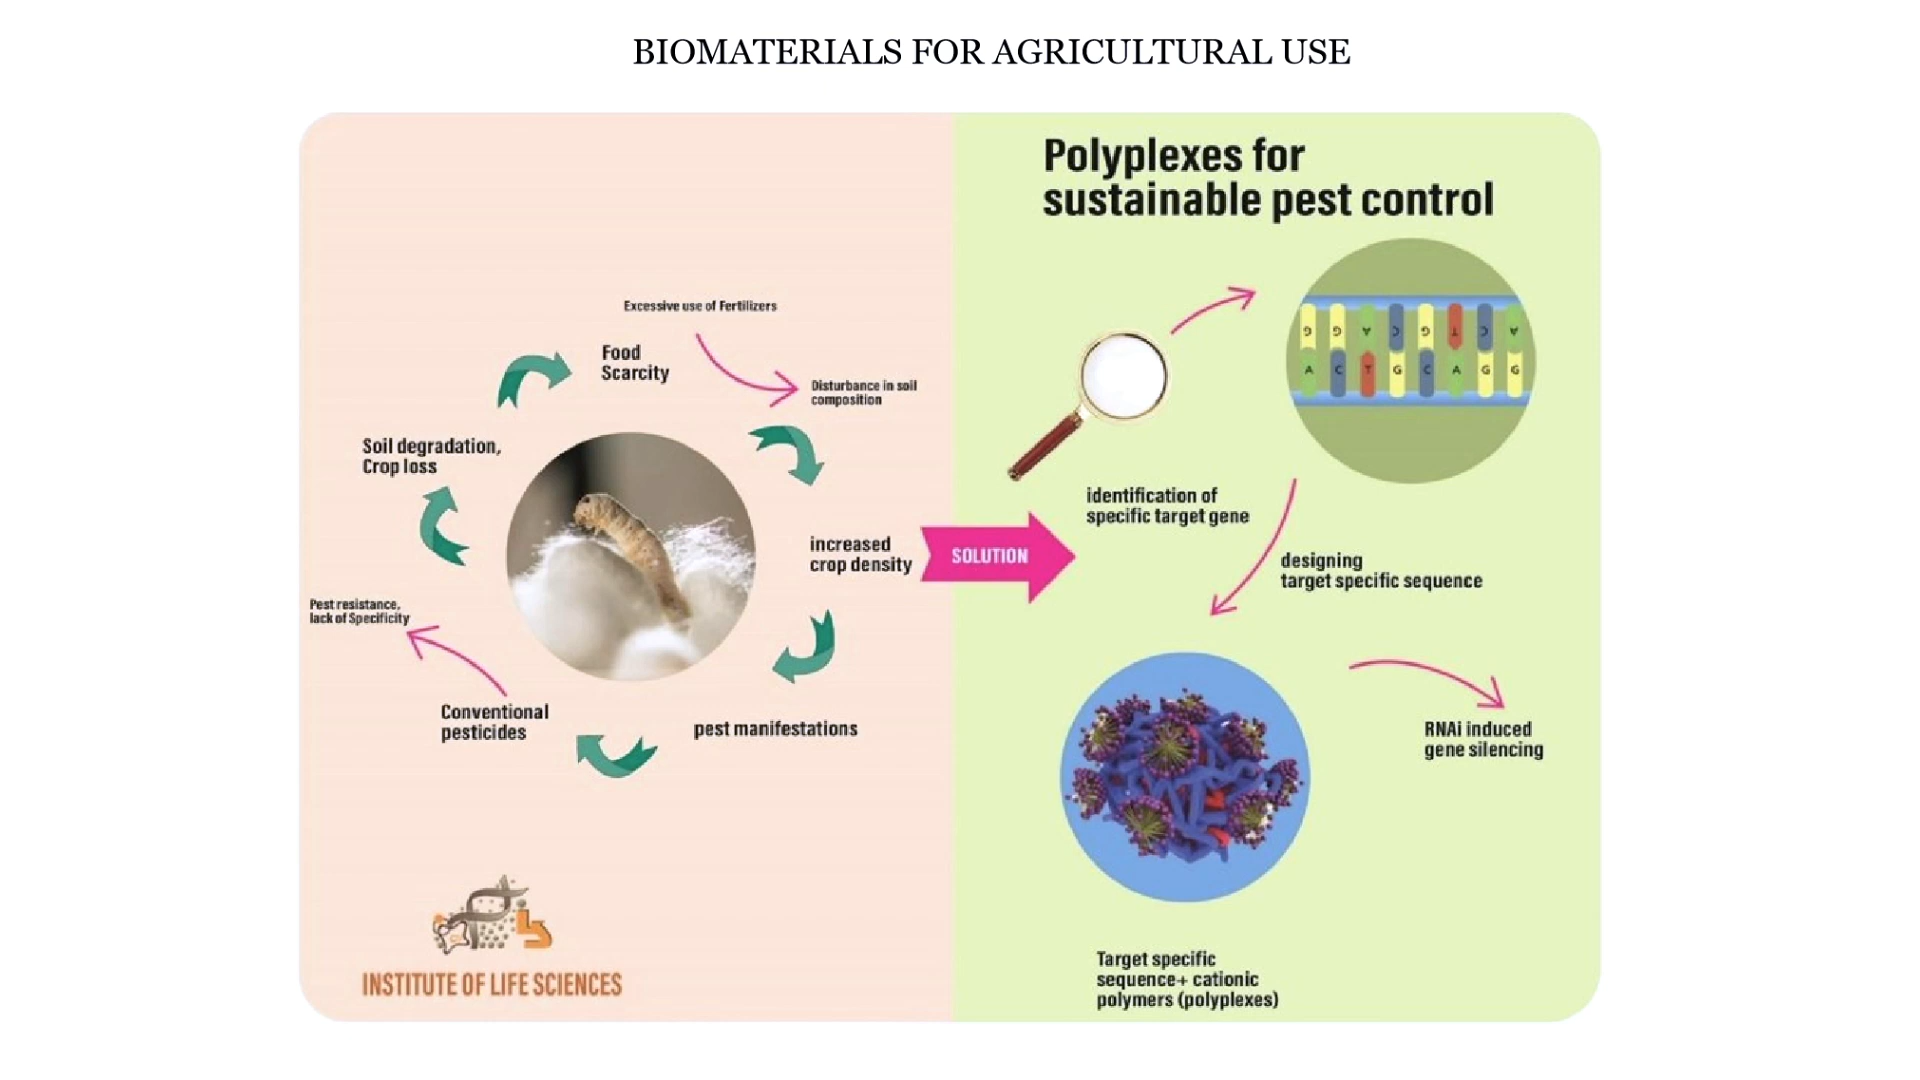 BIOMATERIALS FOR AGRICULTURAL USE
Excessive use of Fertilizers
Food
Scarcity
Disturbance in soil
composition
Soil degradation,
Crop loss
increased
crop density
Pest resistance,
lack of Specificity
Conventional
pesticides
pest manifestations
INSTITUTE OF LIFE SCIENCES
SOLUTION
Polyplexes for
sustainable pest control
G G A C G T C A
A C T G C A G G
identification of
specific target gene
designing
target specific sequence
RNAi induced
gene silencing
Target specific
sequence+ cationic
polymers (polyplexes)